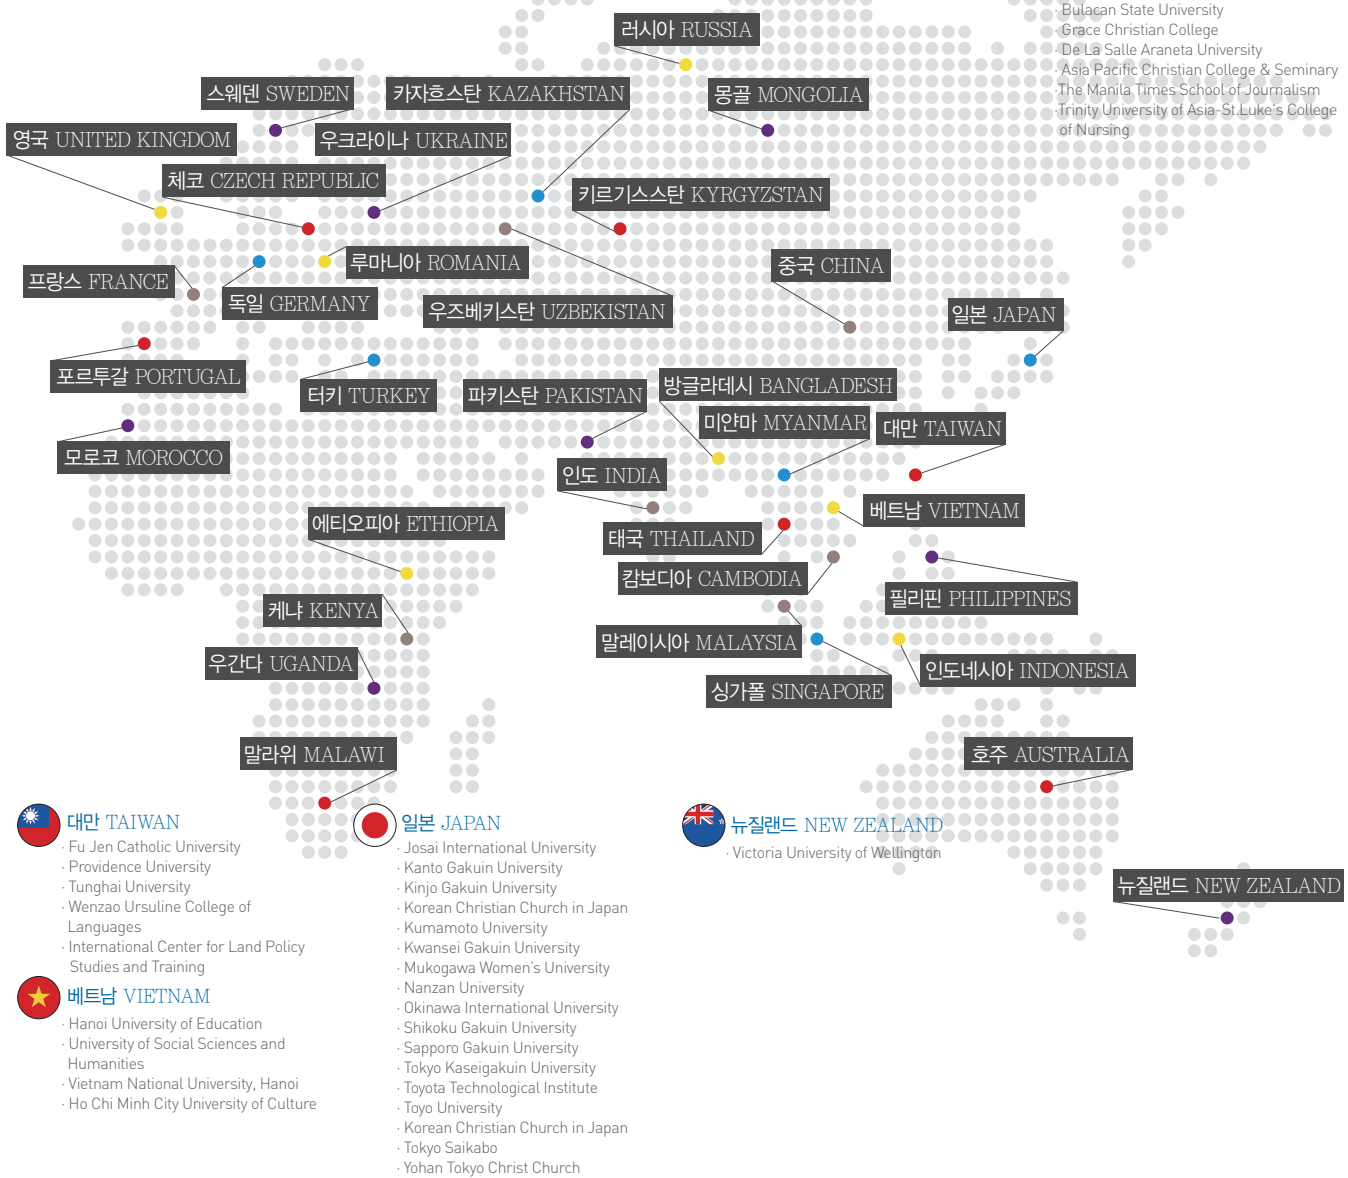 · Bulacan State University
· Grace Christian College
· De La Salle Araneta University
· Asia Pacific Christian College & Seminary
·The Manila Times School of Journalism
·Trinity University of Asia-St.Luke's College
of Nursing
러시아 RUSSIA
스웨덴 SWEDEN
카자흐스탄 KAZAKHSTAN
몽골 MONGOLIA
영국 UNITED KINGDOM
우크라이나 UKRAINE
체코 CZECH REPUBLIC
키르기스스탄 KYRGYZSTAN
루마니아 ROMANIA
중국 CHINA
프랑스 FRANCE
독일 GERMANY
우즈베키스탄 UZBEKISTAN
일본 JAPAN
포르투갈 PORTUGAL
터키 TURKEY
파키스탄 PAKISTAN
방글라데시 BANGLADESH
미얀마 MYANMAR
대만 TAIWAN
모로코 MOROCCO
인도 INDIA
베트남 VIETNAM
에티오피아 ETHIOPIA
태국 THAILAND
캄보디아 CAMBODIA
필리핀 PHILIPPINES
케냐 KENYA
말레이시아 MALAYSIA
우간다 UGANDA
인도네시아 INDONESIA
싱가폴 SINGAPORE
말라위 MALAWI
호주 AUSTRALIA
뉴질랜드 NEW ZEALAND
대만 TAIWAN
· Fu Jen Catholic University
· Providence University
· Tunghai University
· Wenzao Ursuline College of
Languages
· International Center for Land Policy
Studies and Training
베트남 VIETNAM
· Hanoi University of Education
· University of Social Sciences and
Humanities
· Vietnam National University, Hanoi
· Ho Chi Minh City University of Culture
일본 JAPAN
· Josai International University
· Kanto Gakuin University
· Kinjo Gakuin University
· Korean Christian Church in Japan
· Kumamoto University
· Kwansei Gakuin University
· Mukogawa Women's University
· Nanzan University
· Okinawa International University
· Shikoku Gakuin University
· Sapporo Gakuin University
· Tokyo Kaseigakuin University
· Toyota Technological Institute
· Toyo University
· Korean Christian Church in Japan
· Tokyo Saikabo
· Yohan Tokyo Christ Church
뉴질랜드 NEW ZEALAND
· Victoria University of Wellington